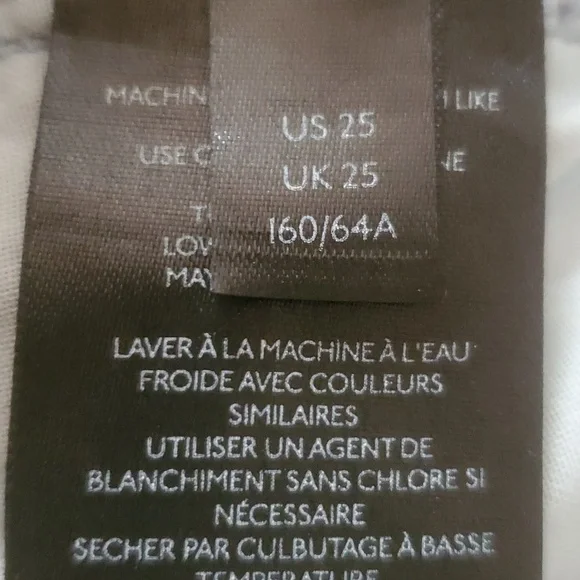 MACHIN
LIKE
US 25
USE
NE
UK 25
160/64A
LOW
MAY
LAVER À LA MACHINE À L'EAU
FROIDE AVEC COULEURS
SIMILAIRES
UTILISER UN AGENT DE
BLANCHIMENT SANS CHLORE SI
NÉCESSAIRE
SECHER PAR CULBUTAGE À BASSE
TEMPERATURE